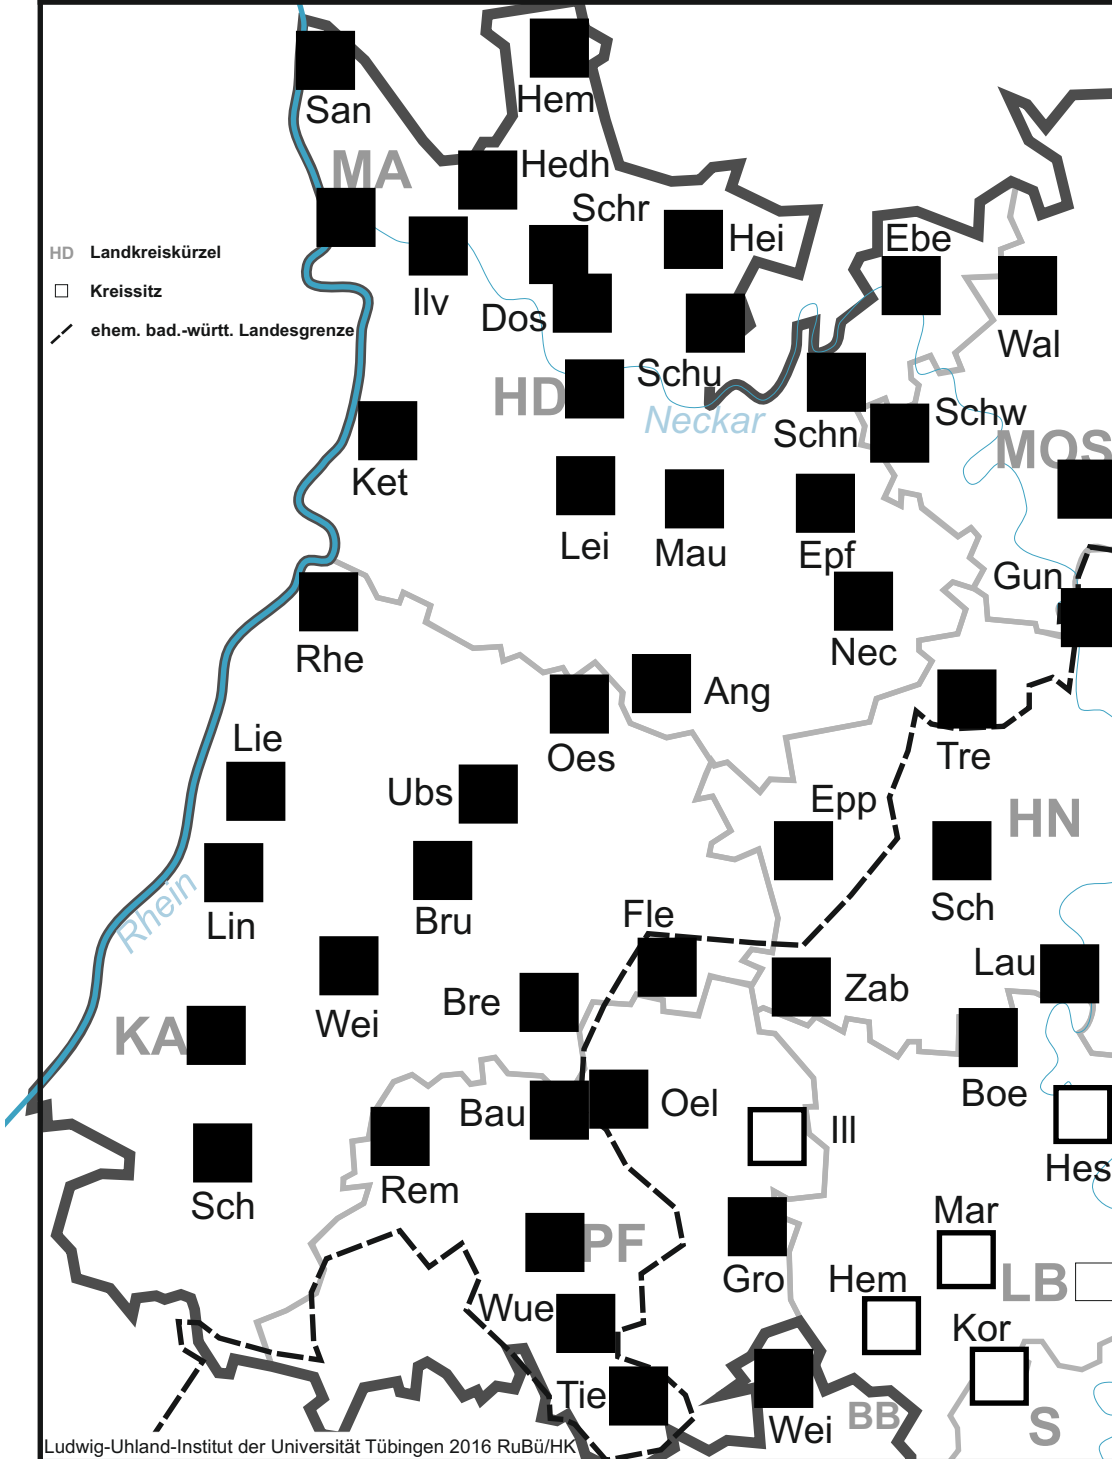 San
Hem
MA
Hedh
Schr
Hei
Ebe
HD Landkreiskürzel
Kreissitz
ehem. bad.-württ. Landesgrenze
Ilv
Dos
Wal
Schu
HD
Neckar
Schn
Schw
MOS
Ket
Lei
Mau
Epf
Gun
Rhe
Nec
Ang
Lie
Oes
Tre
Ubs
Epp
HN
Rhein
Lin
Bru
Fle
Sch
Lau
Bre
Zab
KA
Wei
Boe
Bau
Oel
Ill
Hes
Sch
Rem
Mar
PF
Gro
Hem
LB
Wue
Kor
Tie
Wei
BB
S
Ludwig-Uhland-Institut der Universität Tübingen 2016 RuBü/HK